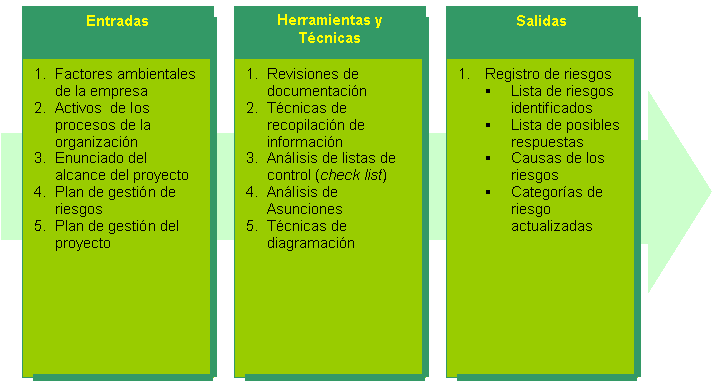 Entradas
1. Factores ambientales
de la empresa
2. Activos de los
procesos de la
organización
3. Enunciado del
alcance del proyecto
4. Plan de gestión de
riesgos
5. Plan de gestión del
proyecto
Herramientas y
Técnicas
1. Revisiones de
documentación
2. Técnicas de
recopilación de
información
3. Análisis de listas de
control (check list)
4. Análisis de
Asunciones
5. Técnicas de
diagramación
Salidas
1. Registro de riesgos
▪ Lista de riesgos
identificados
▪ Lista de posibles
respuestas
▪ Causas de los
riesgos
▪ Categorías de
riesgo
actualizadas